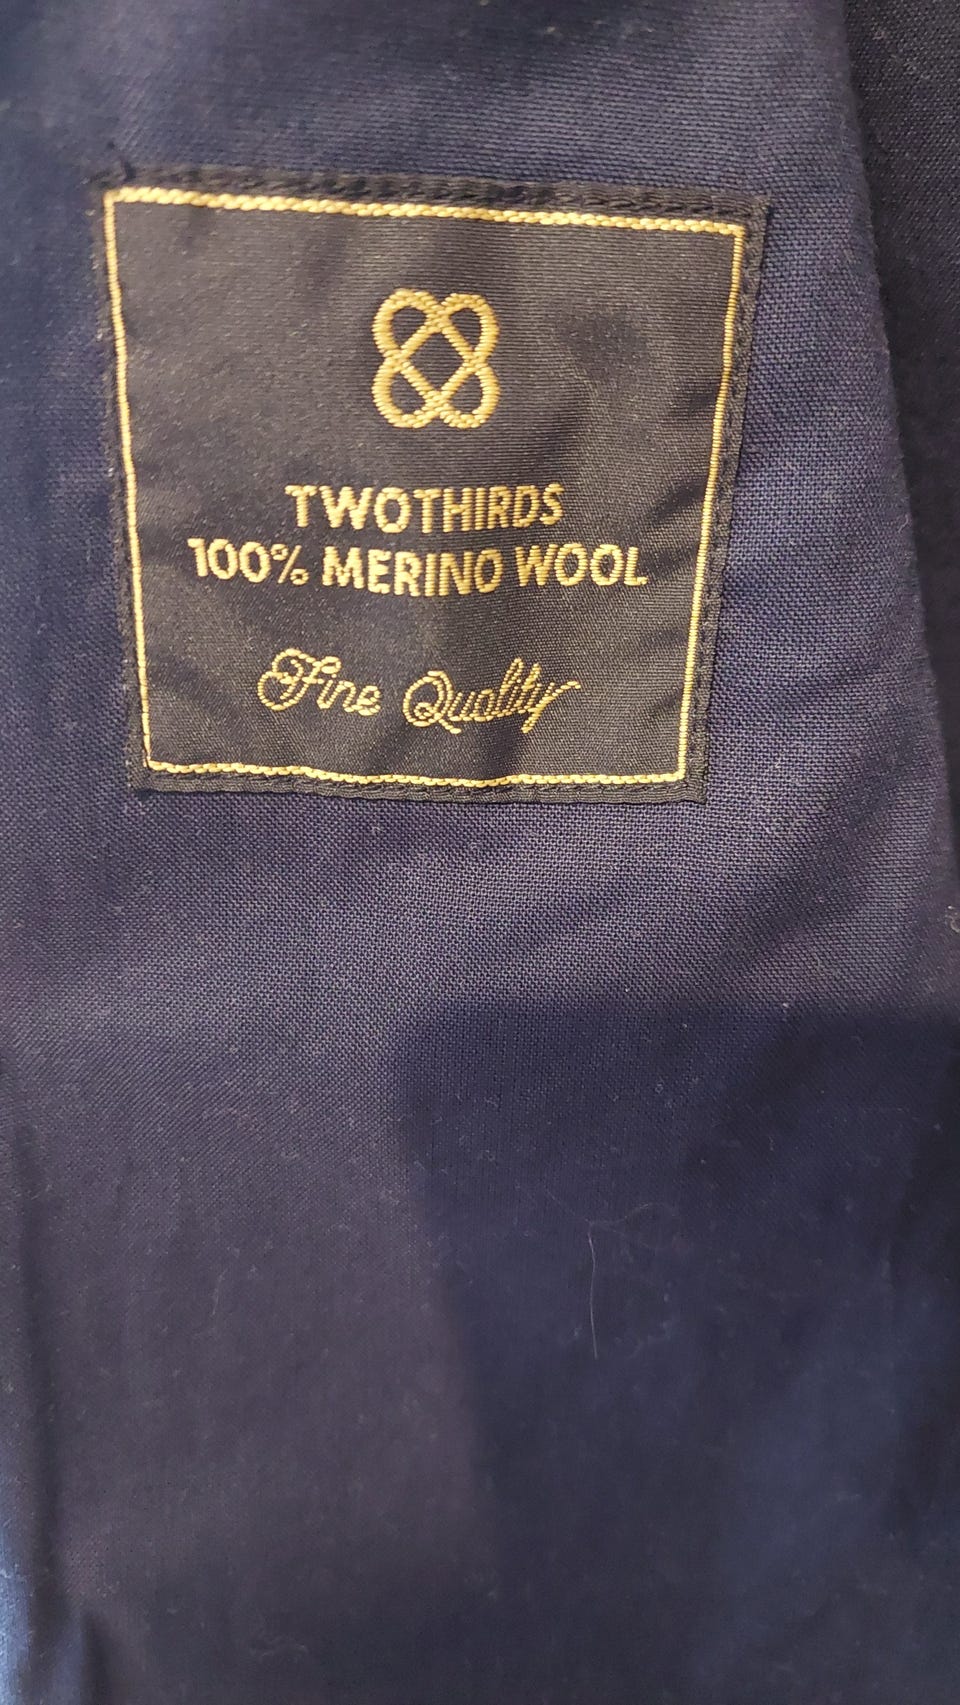 TWOTHIRDS
100% MERINO WOOL
Fine Quality